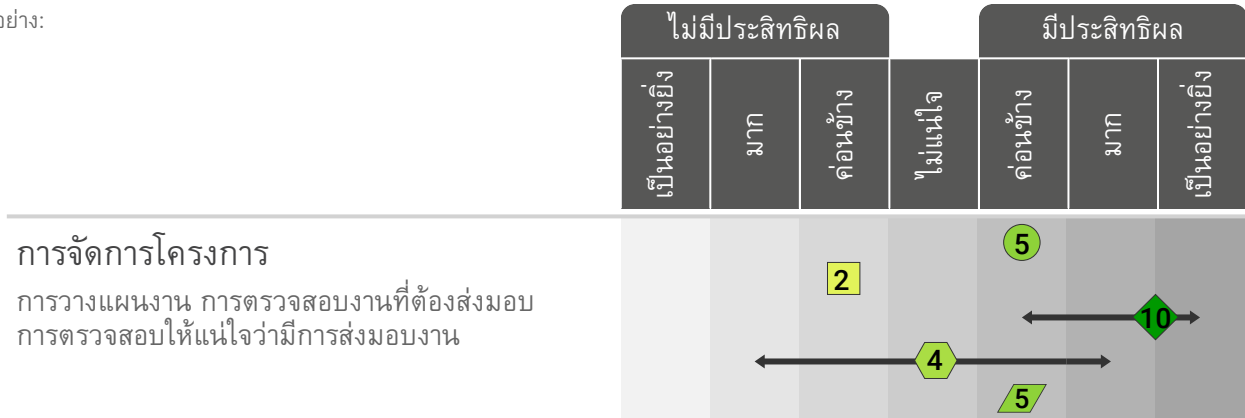 อย่าง:
ไม่มีประสิทธิผล
มีประสิทธิผล
เป็นอย่างยิ่ง
มาก
ค่อนข้าง
ไม่แน่ใจ
ค่อนข้าง
มาก
เป็นอย่างยิ่ง
การจัดการโครงการ
การวางแผนงาน การตรวจสอบงานที่ต้องส่งมอบ
การตรวจสอบให้แน่ใจว่ามีการส่งมอบงาน
5
2
10
4
5